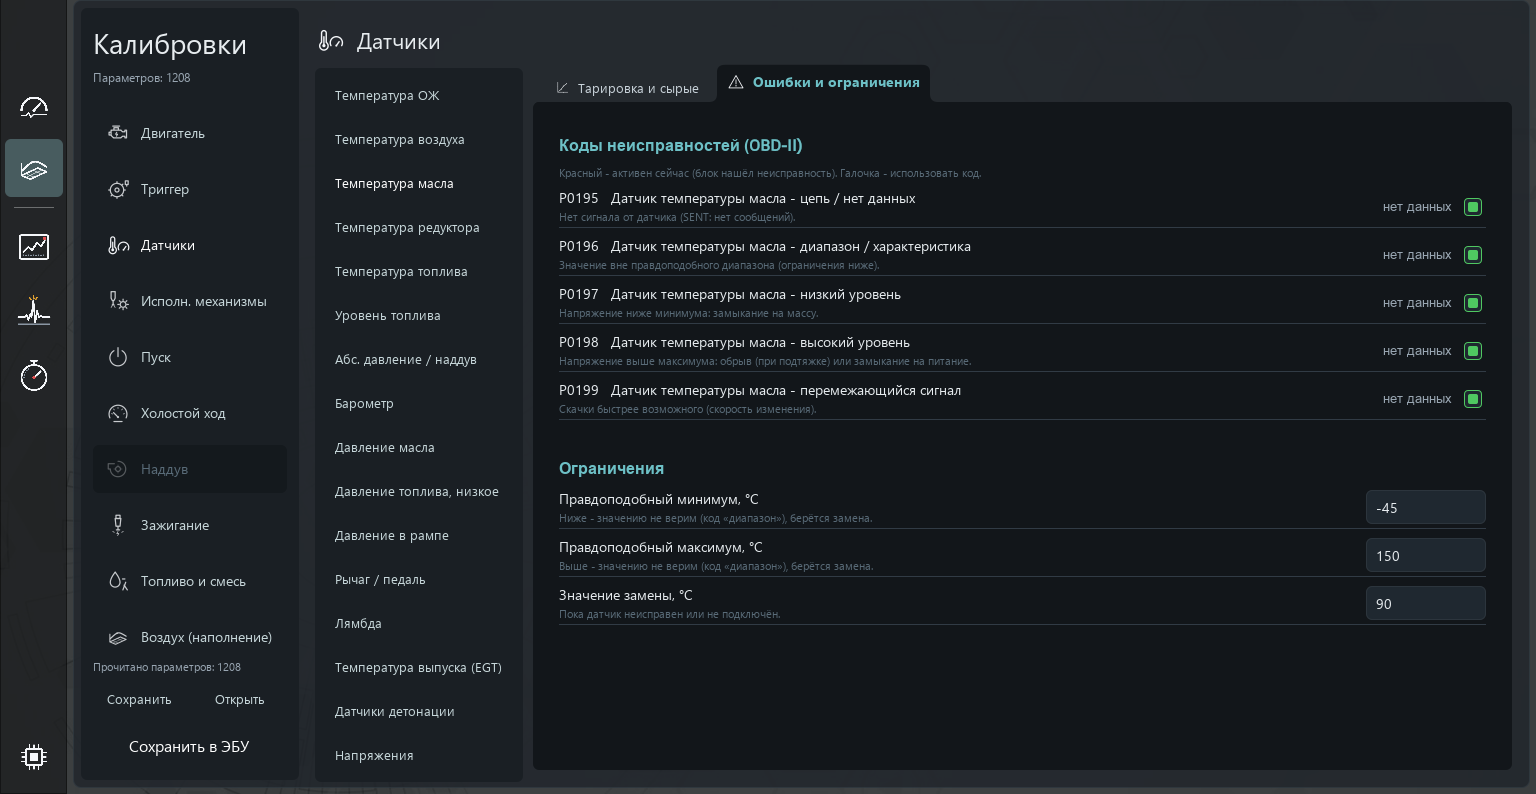 Калибровки
Параметров: 1208
Двигатель
Триггер
Датчики
Исполн. механизмы
Пуск
Холостой ход
Наддув
Зажигание
Топливо и смесь
Воздух (наполнение)
Прочитано параметров: 1208
Сохранить
Открыть
Сохранить в ЭБУ
Датчики
Температура ОЖ
Температура воздуха
Температура масла
Температура редуктора
Температура топлива
Уровень топлива
Абс. давление / наддув
Барометр
Давление масла
Давление топлива, низкое
Давление в рампе
Рычаг / педаль
Лямбда
Температура выпуска (EGT)
Датчики детонации
Напряжения
Тарировка и сырые
Ошибки и ограничения
Коды неисправностей (OBD-II)
Красный - активен сейчас (блок нашёл неисправность). Галочка - использовать код.
P0195 Датчик температуры масла - цепь / нет данных
нет данных
Нет сигнала от датчика (SENT: нет сообщений).
P0196 Датчик температуры масла - диапазон / характеристика
нет данных
Значение вне правдоподобного диапазона (ограничения ниже).
P0197 Датчик температуры масла - низкий уровень
нет данных
Напряжение ниже минимума: замыкание на массу.
P0198 Датчик температуры масла - высокий уровень
нет данных
Напряжение выше максимума: обрыв (при подтяжке) или замыкание на питание.
P0199 Датчик температуры масла - перемежающийся сигнал
нет данных
Скачки быстрее возможного (скорость изменения).
Ограничения
Правдоподобный минимум, °C
-45
Ниже - значению не верим (код «диапазон»), берётся замена.
Правдоподобный максимум, °C
150
Выше - значению не верим (код «диапазон»), берётся замена.
Значение замены, °C
90
Пока датчик неисправен или не подключён.